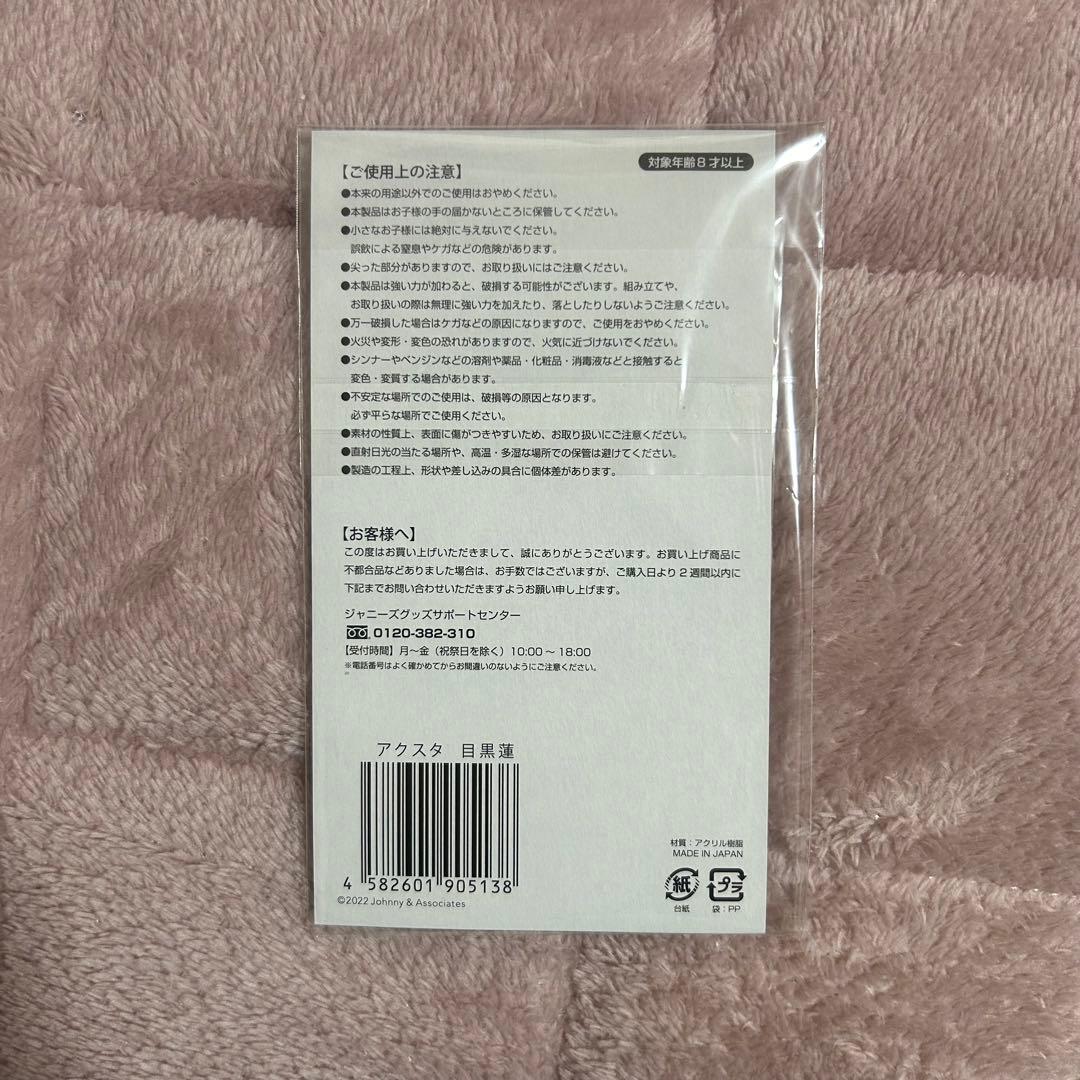 対象年齢8才以上
【ご使用上の注意】
●本来の用途以外でのご使用はおやめください。
●本製品はお子様の手の届かないところに保管してください。
●小さなお子様には絶対に与えないでください。
誤飲による窒息やケガなどの危険があります。
●尖った部分がありますので、お取り扱いにはご注意ください。
●本製品は強い力が加わると、破損する可能性がございます。組み立てや、
お取り扱いの際は無理に強い力を加えたり、落としたりしないようご注意ください。
●万一破損した場合はケガなどの原因になりますので、ご使用をおやめください。
●火災や変形・変色の恐れがありますので、火気に近づけないでください。
●シンナーやベンジンなどの溶剤や薬品・化粧品・消毒液などと接触すると
変色・変質する場合があります。
●不安定な場所でのご使用は、破損等の原因となります。
必ず平らな場所でご使用ください。
●素材の性質上、表面に傷がつきやすいため、お取り扱いにご注意ください。
●直射日光の当たる場所や、高温・多湿な場所での保管は避けてください。
●製造の工程上、形状や差し込みの具合に個体差があります。
【お客様へ】
この度はお買い上げいただきまして、誠にありがとうございます。お買い上げ商品に
不都合品などありました場合は、お手数ではございますが、ご購入日より2週間以内に
下記までお問い合わせいただきますようお願い申し上げます。
ジャニーズグッズサポートセンター
0120-382-310
【受付時間】月〜金（祝祭日を除く）10:00〜18:00
※電話番号はよく確かめてからお間違いのないようにご注意ください。
アクスタ 目黒蓮
4 582601 905138
©2022 Johnny & Associates
材質：アクリル樹脂
MADE IN JAPAN
紙 プラ
台紙 袋：PP